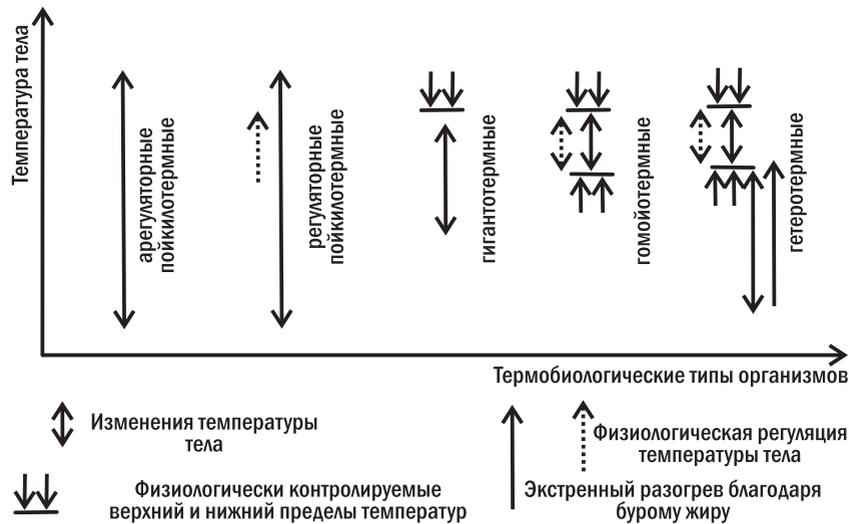 Температура тела
арегуляторные
пойкилотермные
регуляторные
пойкилотермные
гигантотермные
гомойотермные
гетеротермные
Термобиологические типы организмов
Изменения температуры
тела
Физиологически контролируемые
верхний и нижний пределы температур
Физиологическая регуляция
температуры тела
Экстренный разогрев благодаря
бурому жиру